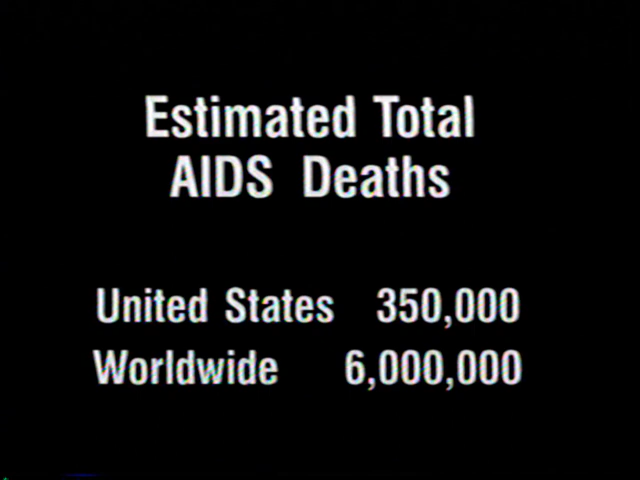 Estimated Total
AIDS Deaths
United States 350,000
Worldwide 6,000,000